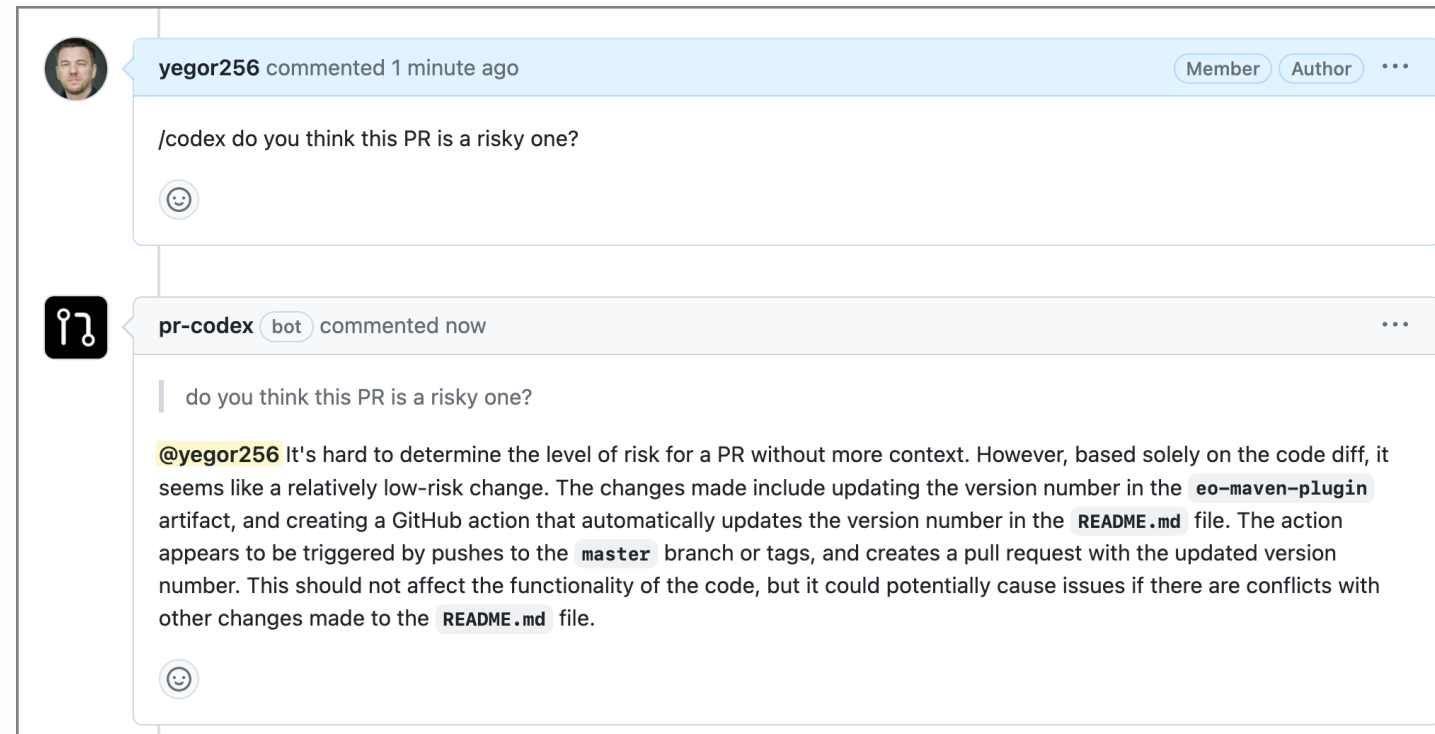 yegor256 commented 1 minute ago Member Author
/codex do you think this PR is a risky one?
pr-codex bot commented now
do you think this PR is a risky one?
@yegor256 It's hard to determine the level of risk for a PR without more context. However, based solely on the code diff, it
seems like a relatively low-risk change. The changes made include updating the version number in the eo-maven-plugin
artifact, and creating a GitHub action that automatically updates the version number in the README.md file. The action
appears to be triggered by pushes to the master branch or tags, and creates a pull request with the updated version
number. This should not affect the functionality of the code, but it could potentially cause issues if there are conflicts with
other changes made to the README.md file.